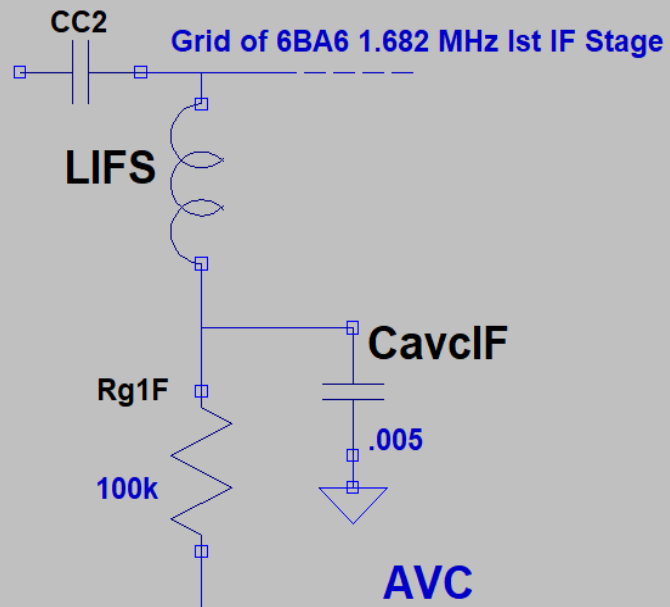 CC2
Grid of 6BA6 1.682 MHz Ist IF Stage
LIFS
CavcIF
Rg1F
.005
100k
AVC